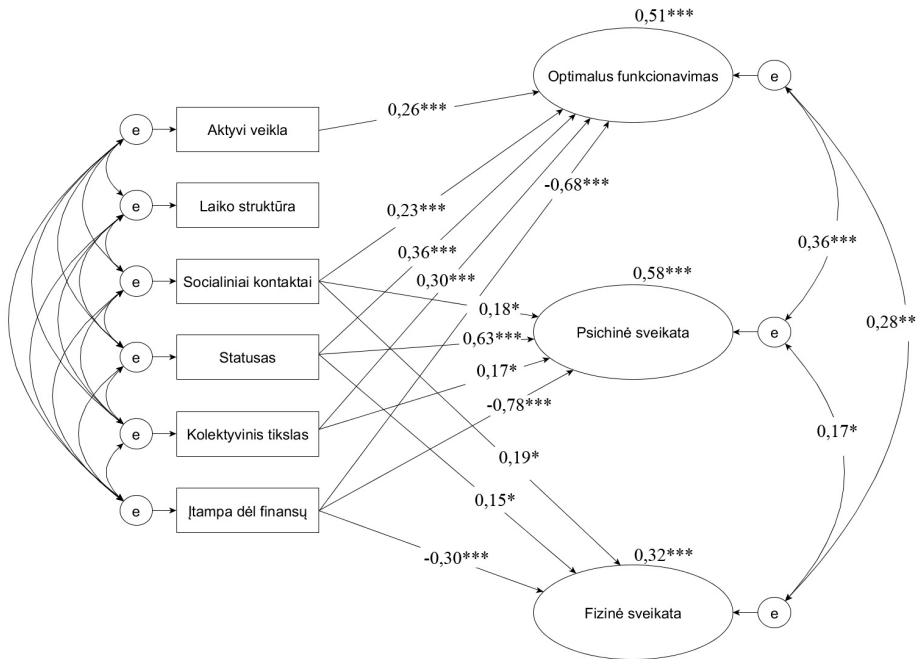 0,51***
Optimalus funkcionavimas
e
0,26***
e
Aktyvi veikla
-0,68***
e
Laiko struktūra
0,23***
0,36***
0,36***
0,30***
0,58***
e
Socialiniai kontaktai
0,18*
0,28**
0,63***
Psichinė sveikata
e
e
Statusas
0,17*
-0,78***
e
Kolektyvinis tikslas
0,17*
0,19*
0,15*
e
Įtampa dėl finansų
-0,30***
0,32***
Fizinė sveikata
e